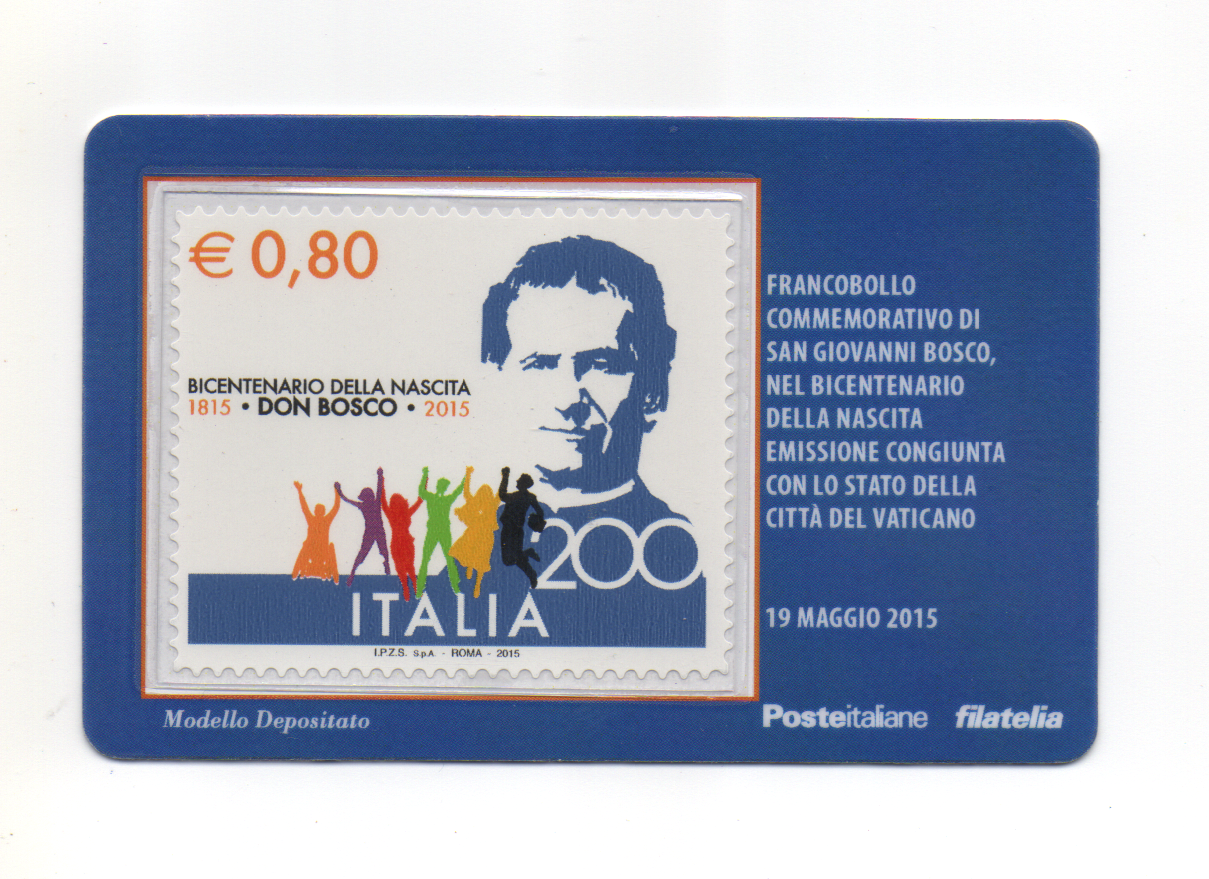 € 0,80
BICENTENARIO DELLA NASCITA
1815 • DON BOSCO • 2015
200
ITALIA
I.P.Z.S. S.p.A. - ROMA - 2015
FRANCOBOLLO
COMMEMORATIVO DI
SAN GIOVANNI BOSCO,
NEL BICENTENARIO
DELLA NASCITA
EMISSIONE CONGIUNTA
CON LO STATO DELLA
CITTÀ DEL VATICANO
19 MAGGIO 2015
Modello Depositato
Posteitaliane filatelia